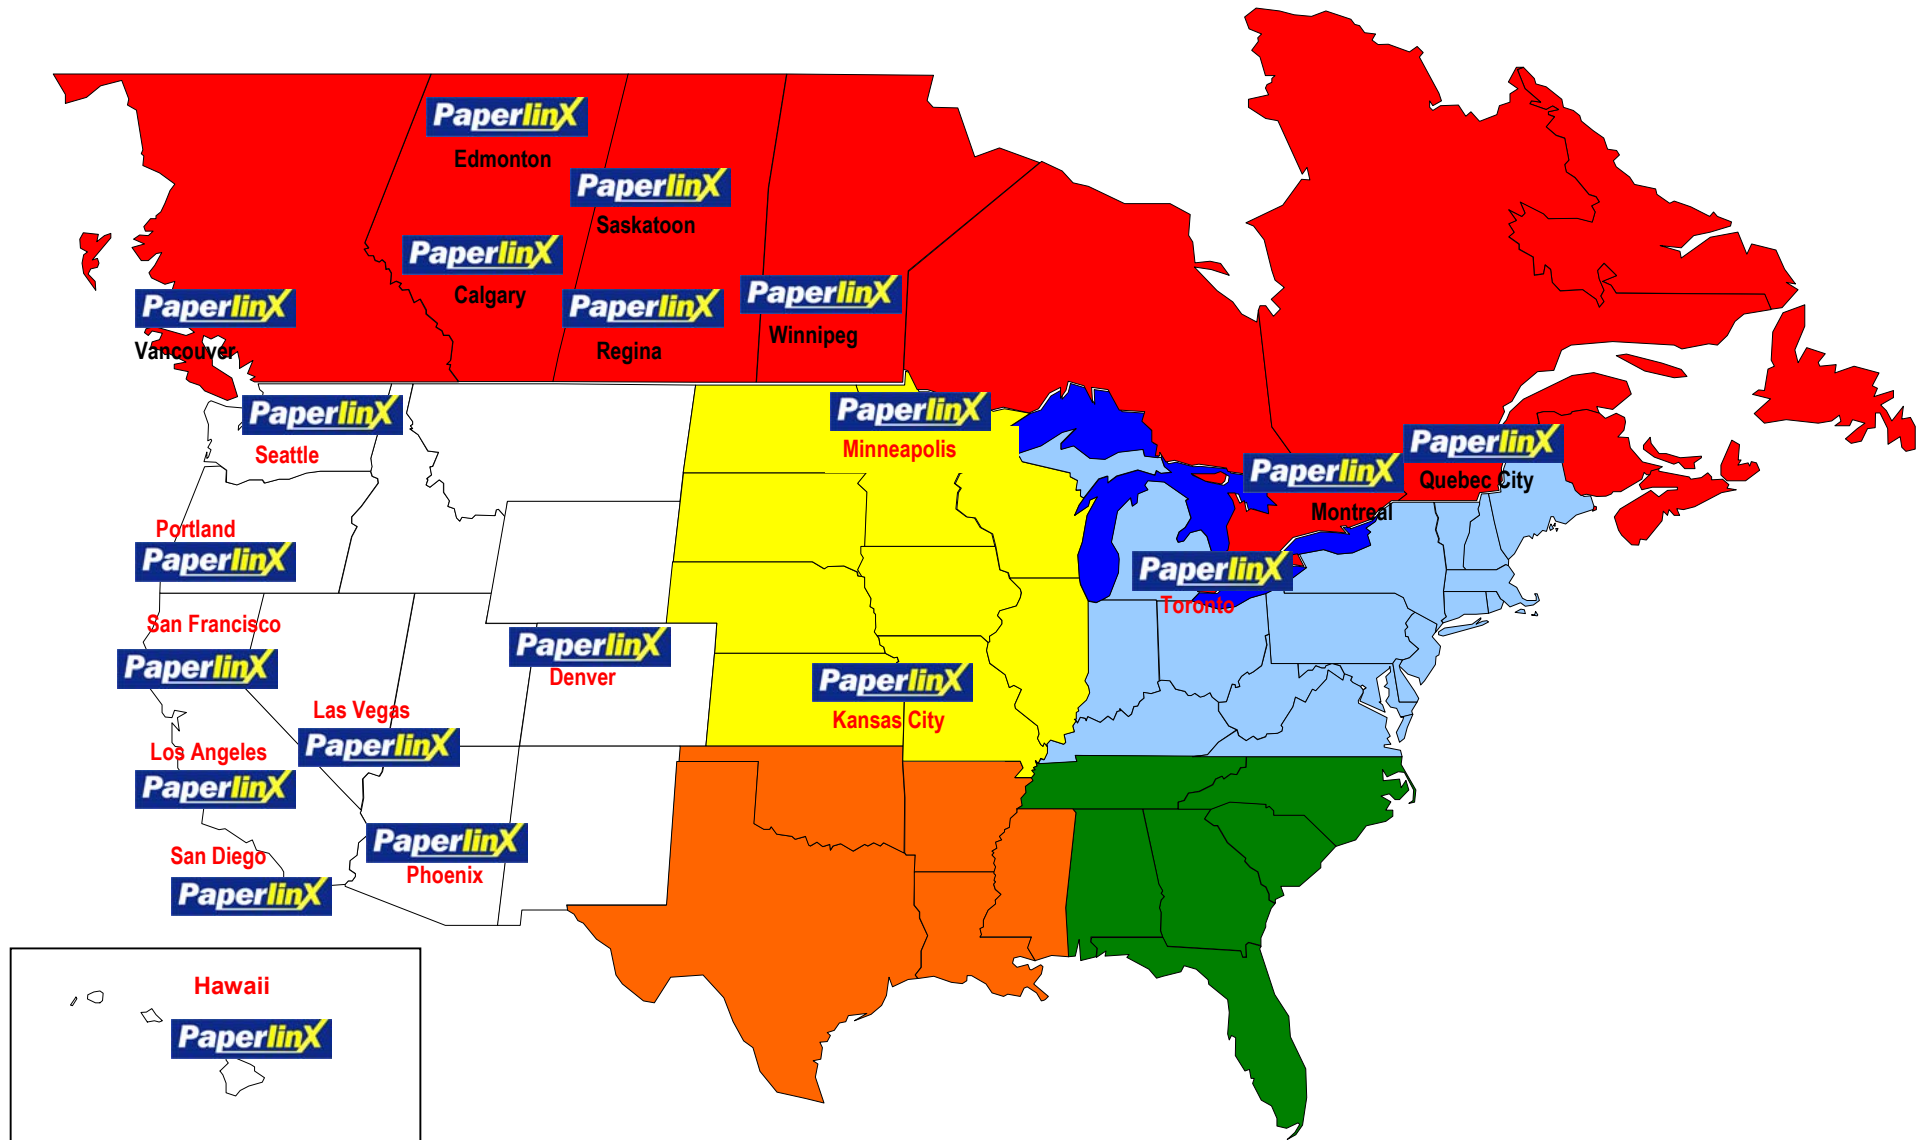 PaperlinX
Edmonton
PaperlinX
Saskatoon
PaperlinX
Calgary
PaperlinX
Vancouver
PaperlinX
Regina
PaperlinX
Winnipeg
PaperlinX
Seattle
PaperlinX
Minneapolis
PaperlinX
Quebec City
PaperlinX
Montreal
Portland
PaperlinX
PaperlinX
Toronto
San Francisco
PaperlinX
PaperlinX
Denver
PaperlinX
Kansas City
Las Vegas
PaperlinX
Los Angeles
PaperlinX
PaperlinX
Phoenix
San Diego
PaperlinX
Hawaii
PaperlinX